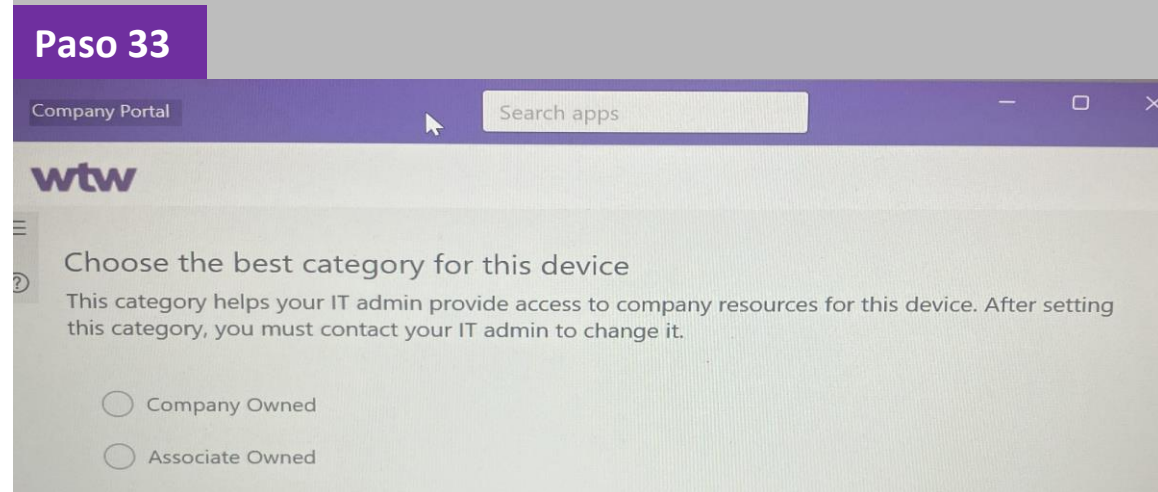 Paso 33
Company Portal
Search apps
wtw
Choose the best category for this device
This category helps your IT admin provide access to company resources for this device. After setting
this category, you must contact your IT admin to change it.
Company Owned
Associate Owned